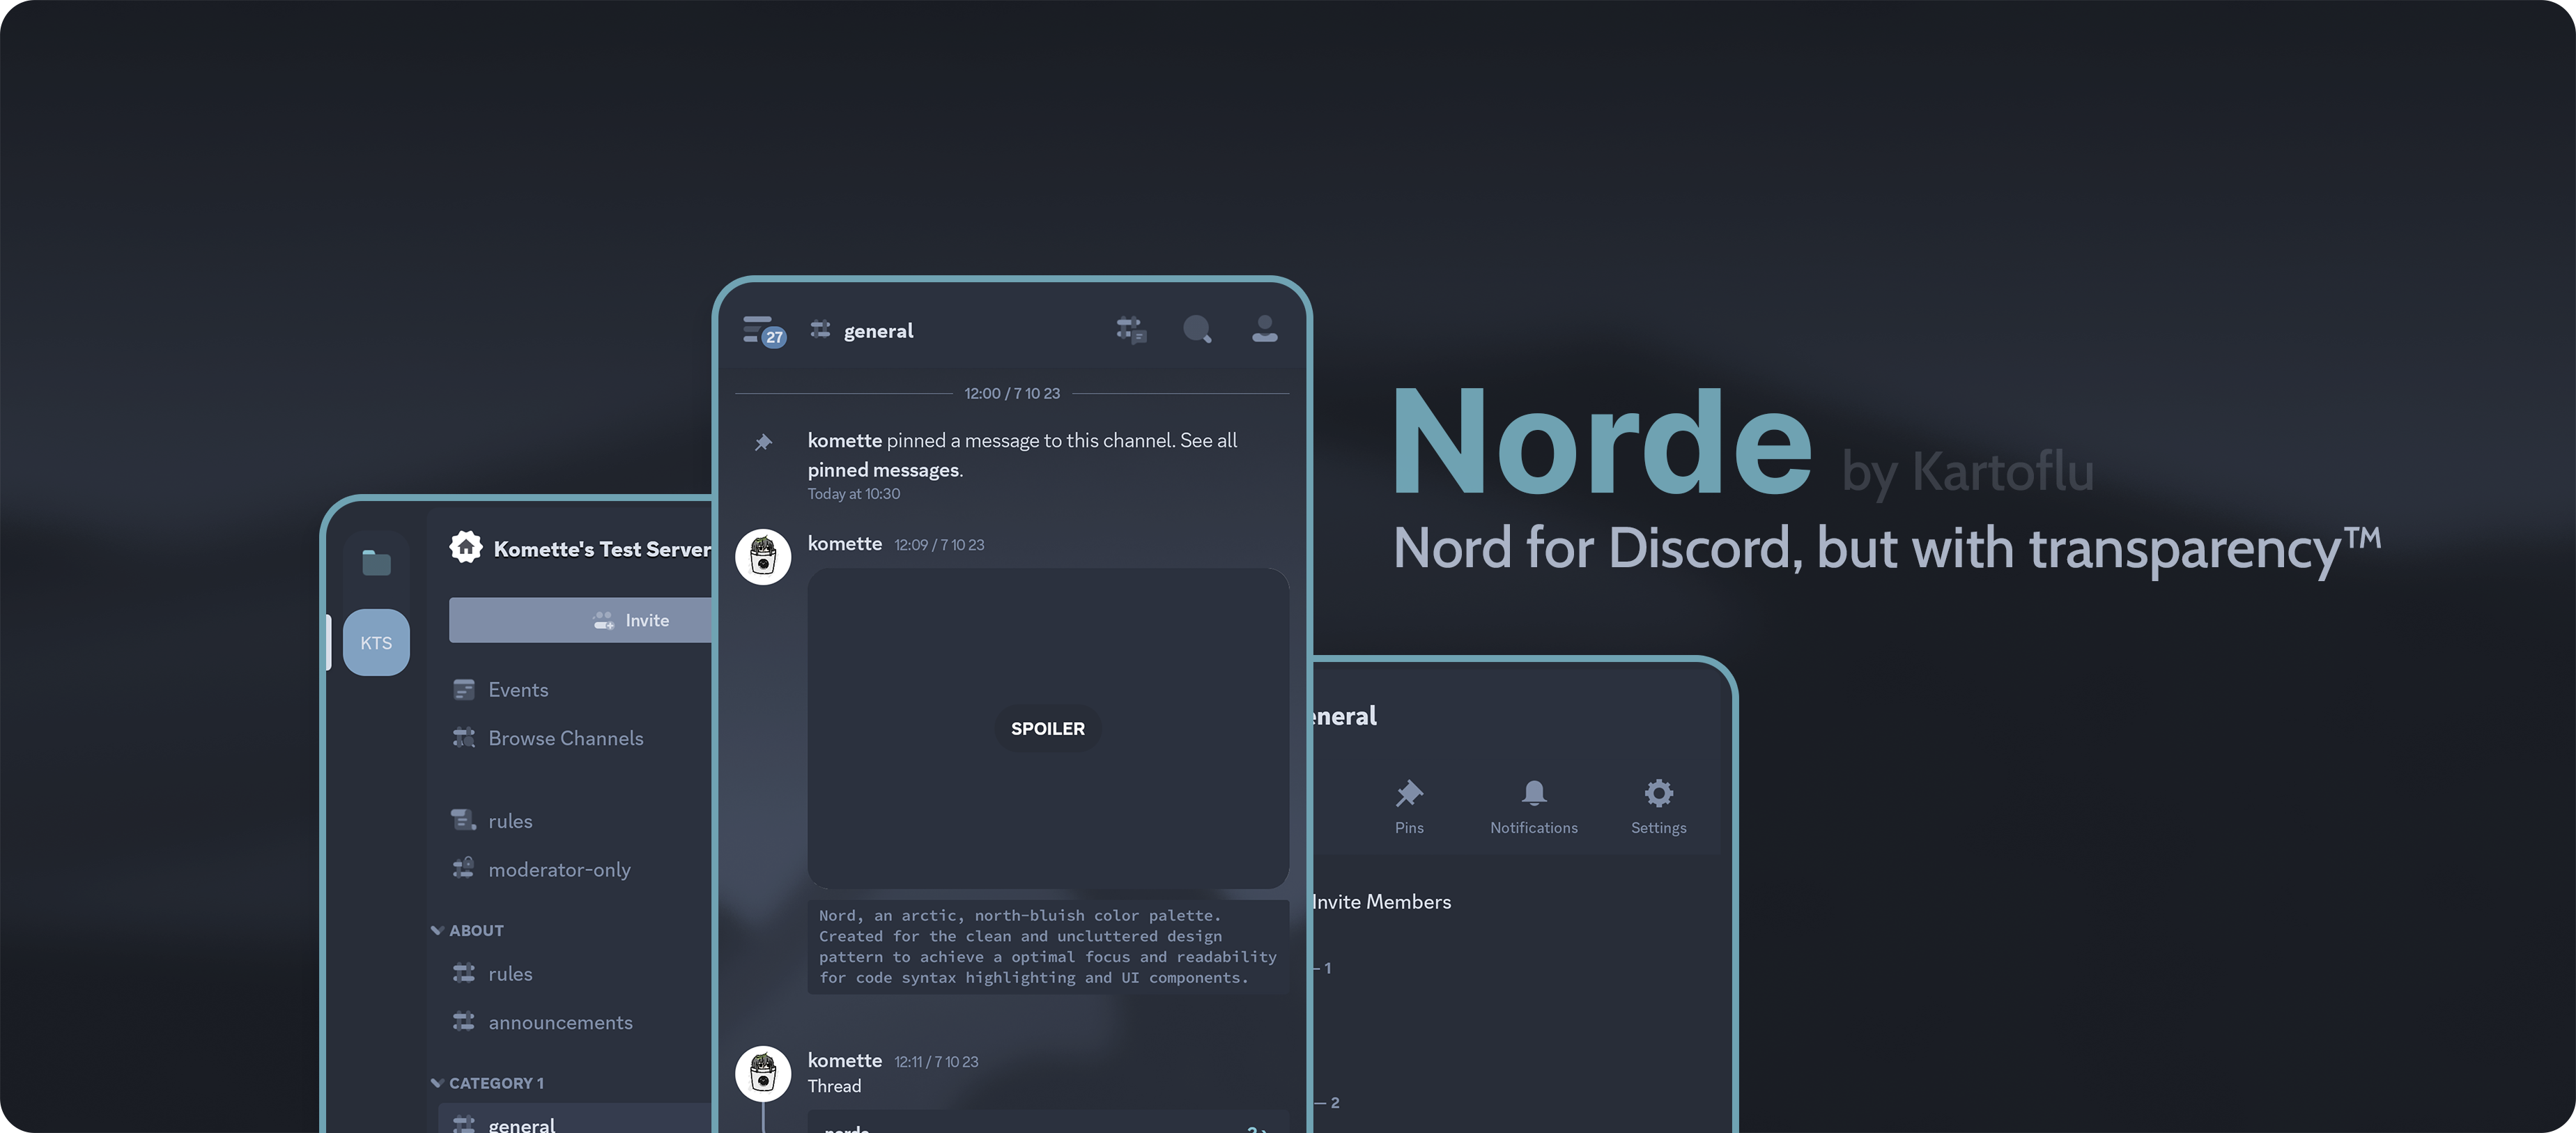 Norde by Kartoflu
Nord for Discord, but with transparency™
KTS
Komette's Test Server
Invite
Events
Browse Channels
rules
moderator-only
ABOUT
rules
announcements
CATEGORY 1
general
27
general
12:00 / 7 10 23
komette pinned a message to this channel. See all
pinned messages.
Today at 10:30
komette 12:09 / 7 10 23
SPOILER
Nord, an arctic, north-bluish color palette.
Created for the clean and uncluttered design
pattern to achieve a optimal focus and readability
for code syntax highlighting and UI components.
komette 12:11 / 7 10 23
Thread
norde
eneral
Pins
Notifications
Settings
Invite Members
– 1
– 2